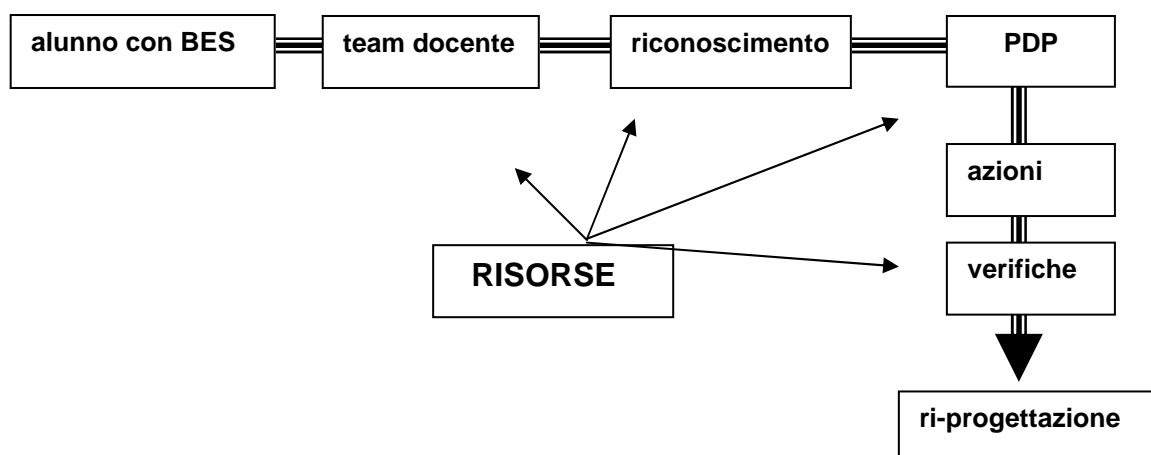 alunno con BES
team docente
riconoscimento
PDP
azioni
RISORSE
verifiche
ri-progettazione